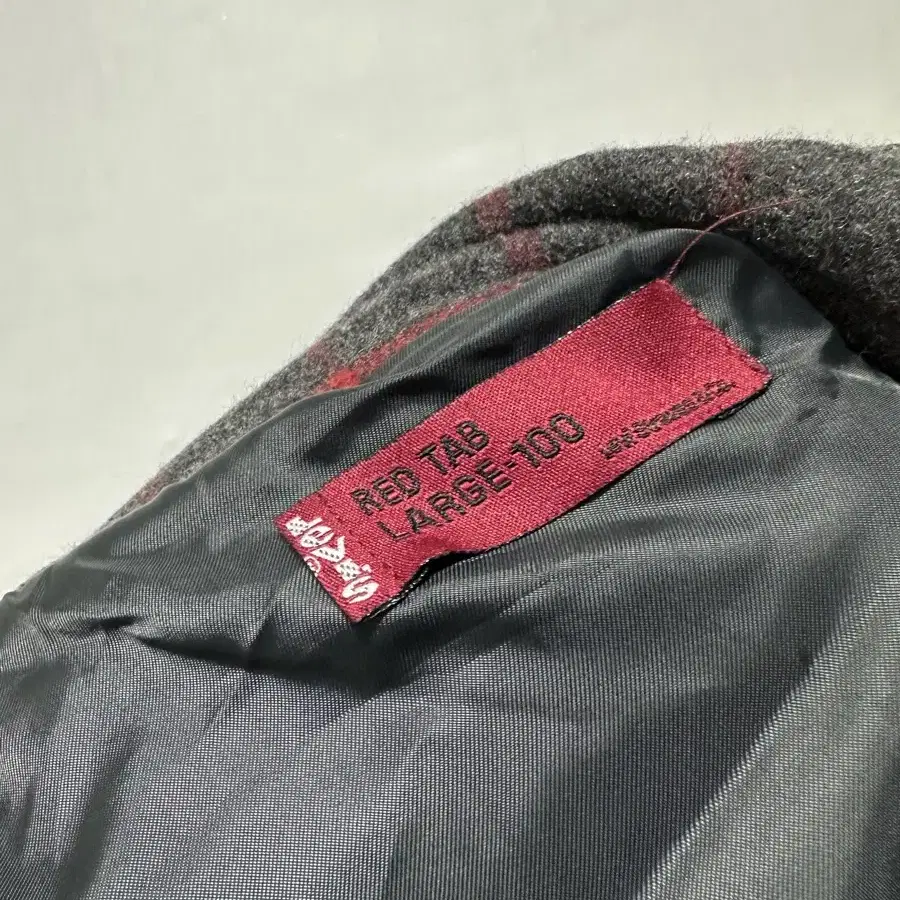 RED TAB
LARGE-100
Levi Strauss & Co.
LEVI'S
®